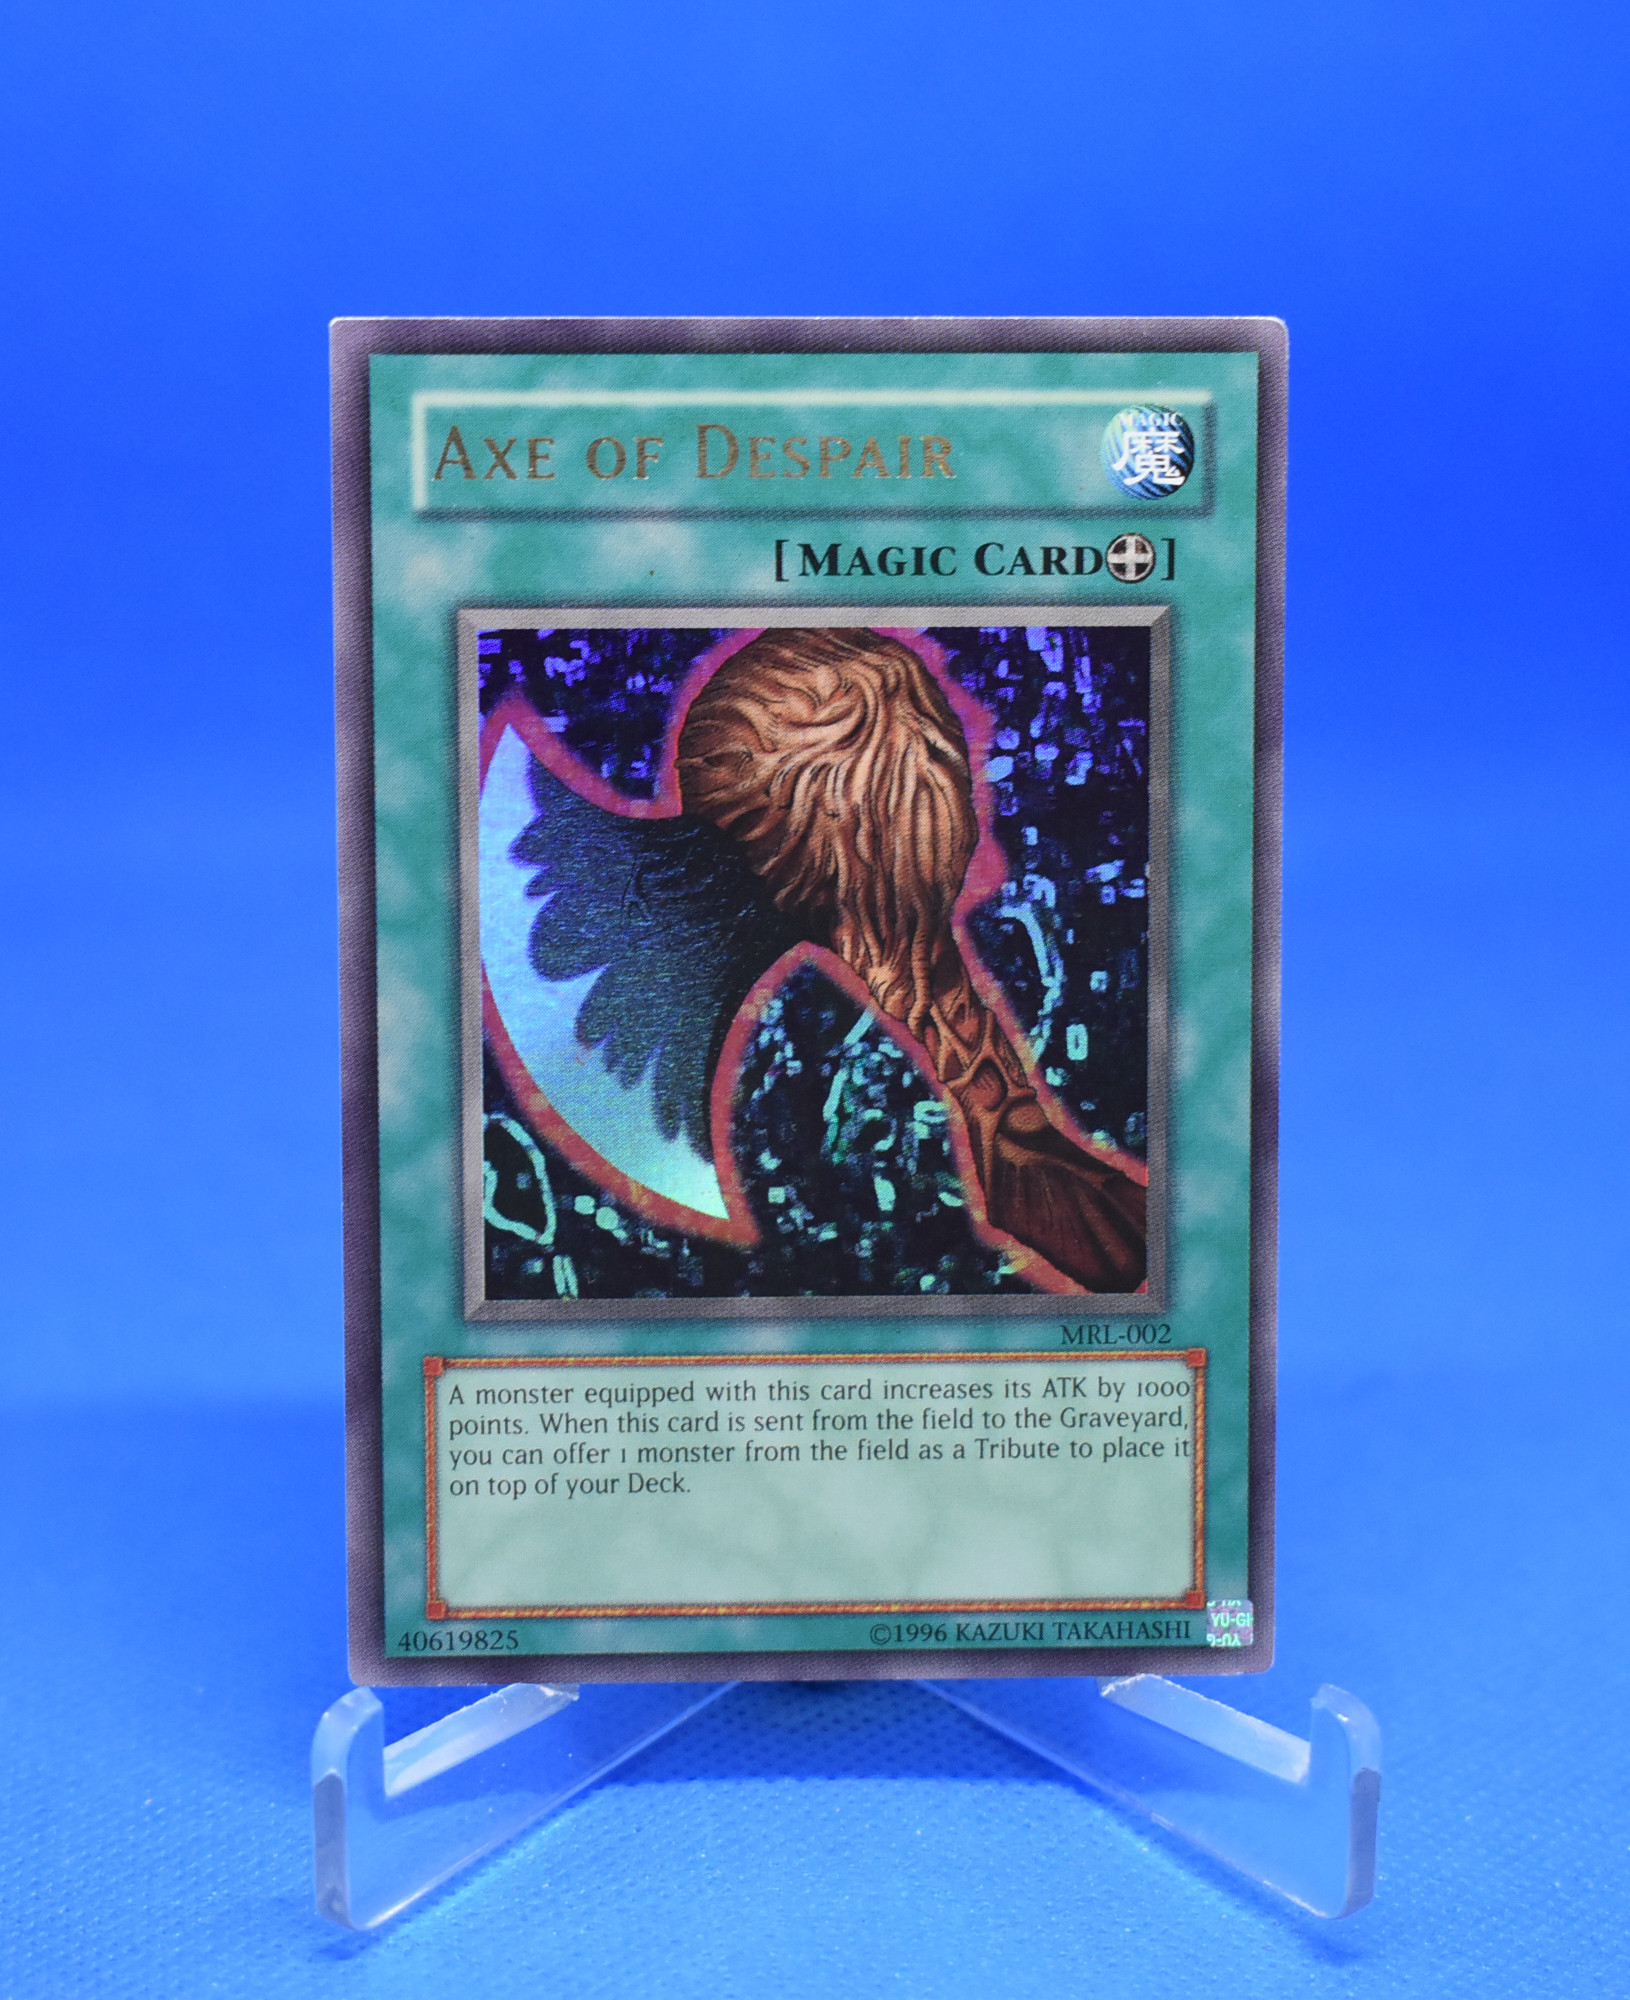 AXE OF DESPAIR
MAGIC
魔
[MAGIC CARD]
MRL-002
A monster equipped with this card increases its ATK by 1000
points. When this card is sent from the field to the Graveyard,
you can offer 1 monster from the field as a Tribute to place it
on top of your Deck.
40619825
©1996 KAZUKI TAKAHASHI
YU-GI